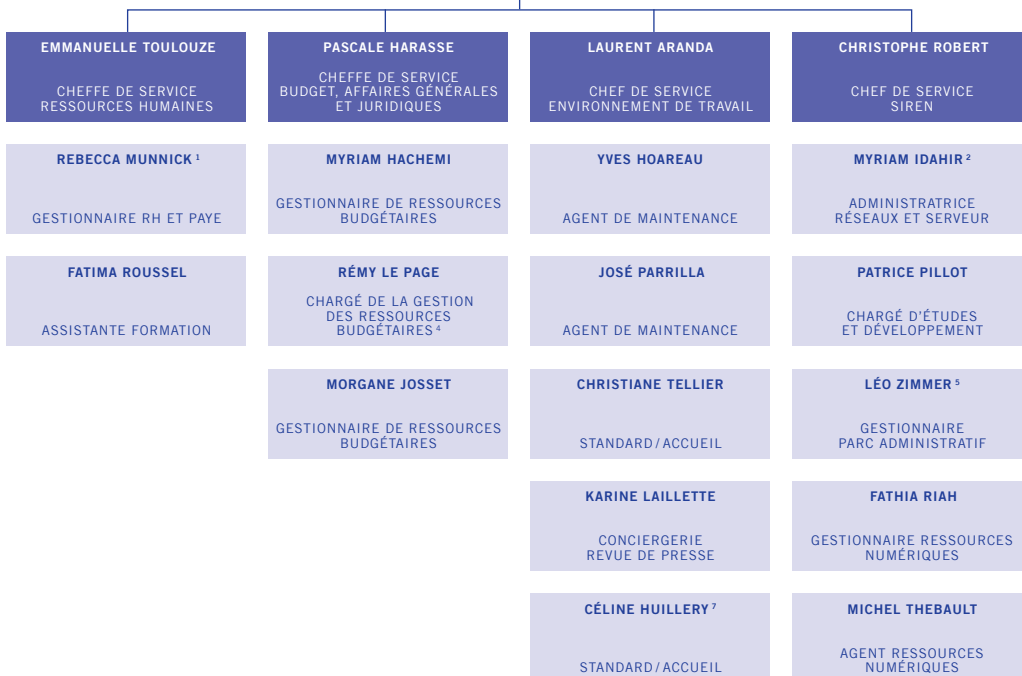 EMMANUELLE TOULOUZE
CHEFFE DE SERVICE
RESSOURCES HUMAINES
REBECCA MUNNICK ¹
GESTIONNAIRE RH ET PAYE
FATIMA ROUSSEL
ASSISTANTE FORMATION
PASCALE HARASSE
CHEFFE DE SERVICE
BUDGET, AFFAIRES GÉNÉRALES
ET JURIDIQUES
MYRIAM HACHEMI
GESTIONNAIRE DE RESSOURCES
BUDGÉTAIRES
RÉMY LE PAGE
CHARGÉ DE LA GESTION
DES RESSOURCES
BUDGÉTAIRES ⁴
MORGANE JOSSET
GESTIONNAIRE DE RESSOURCES
BUDGÉTAIRES
LAURENT ARANDA
CHEF DE SERVICE
ENVIRONNEMENT DE TRAVAIL
YVES HOAREAU
AGENT DE MAINTENANCE
JOSÉ PARRILLA
AGENT DE MAINTENANCE
CHRISTIANE TELLIER
STANDARD / ACCUEIL
KARINE LAILLETTE
CONCIERGERIE
REVUE DE PRESSE
CÉLINE HUILLERY ⁷
STANDARD / ACCUEIL
CHRISTOPHE ROBERT
CHEF DE SERVICE
SIREN
MYRIAM IDAHIR ²
ADMINISTRATRICE
RÉSEAUX ET SERVEUR
PATRICE PILLOT
CHARGÉ D'ÉTUDES
ET DÉVELOPPEMENT
LÉO ZIMMER ⁵
GESTIONNAIRE
PARC ADMINISTRATIF
FATHIA RIAH
GESTIONNAIRE RESSOURCES
NUMÉRIQUES
MICHEL THEBAULT
AGENT RESSOURCES
NUMÉRIQUES